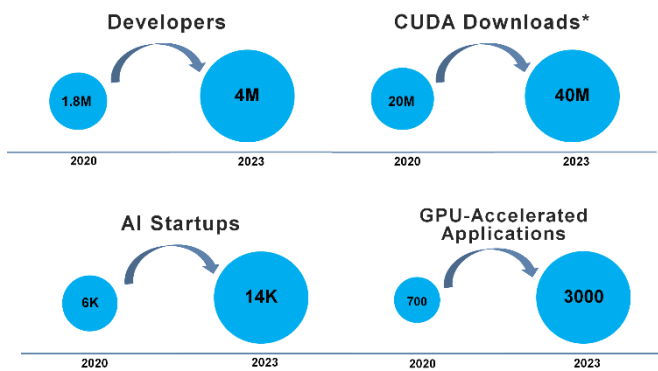 Developers
1.8M
4M
2020
2023
CUDA Downloads*
20M
40M
2020
2023
AI Startups
6K
14K
2020
2023
GPU-Accelerated
Applications
700
3000
2020
2023